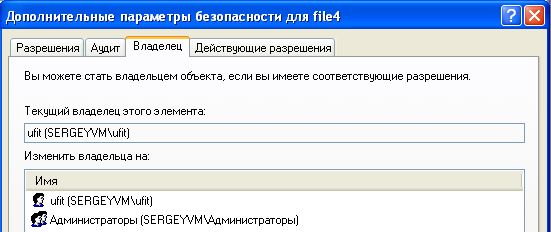 Дополнительные параметры безопасности для file4
Разрешения Аудит Владелец Действующие разрешения
Вы можете стать владельцем объекта, если вы имеете соответствующие разрешения.
Текущий владелец этого элемента:
ufit (SERGEYVM\ufit)
Изменить владельца на:
Имя
ufit (SERGEYVM\ufit)
Администраторы (SERGEYVM\Администраторы)